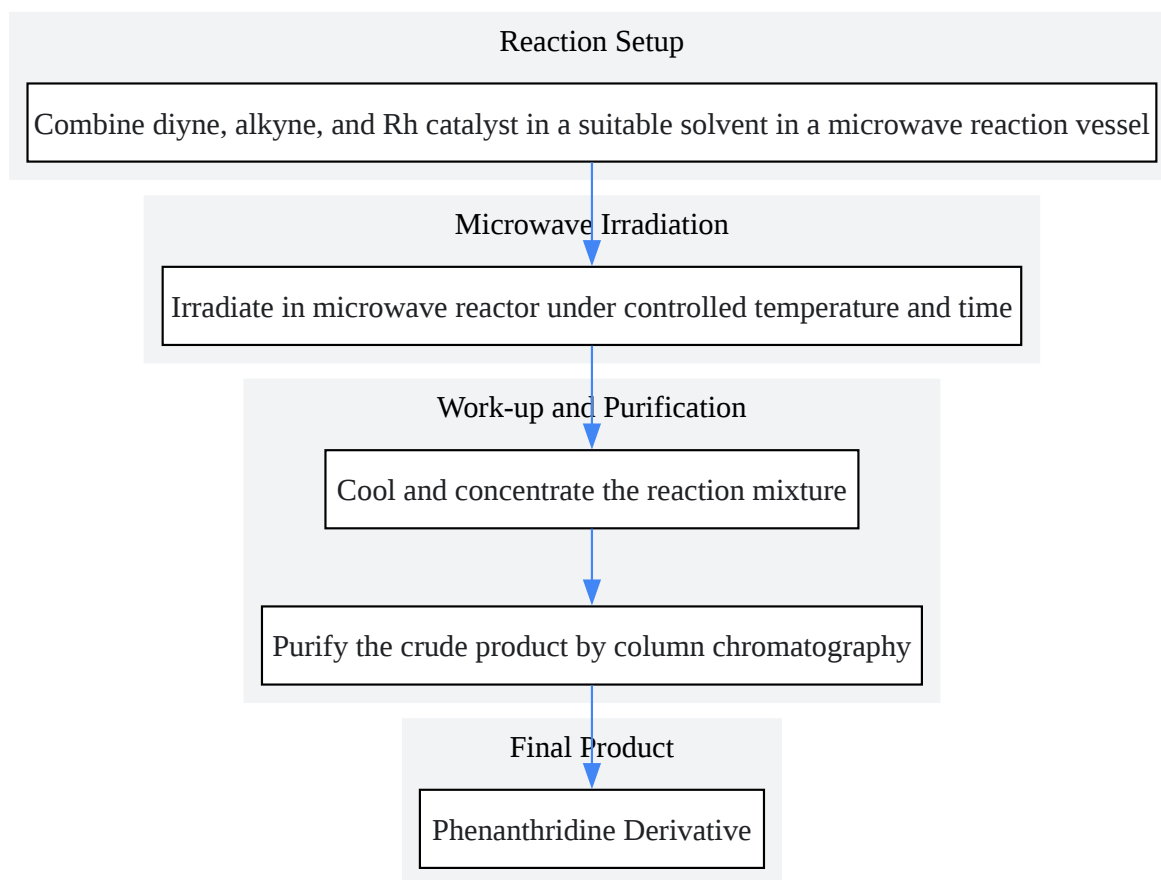 Reaction Setup
Combine diyne, alkyne, and Rh catalyst in a suitable solvent in a microwave reaction vessel
Microwave Irradiation
Irradiate in microwave reactor under controlled temperature and time
Work-up and Purification
Cool and concentrate the reaction mixture
Purify the crude product by column chromatography
Final Product
Phenanthridine Derivative